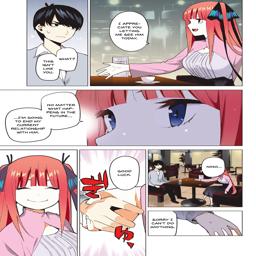 I APPRE-
CIATE YOU
LETTING
ME SEE HIM
TODAY.
WHAT?
THIS
ISN'T
LIKE
YOU.
NO MATTER
WHAT HAP-
PENS IN THE
FUTURE...
...I'M GOING
TO END MY
CURRENT
RELATIONSHIP
WITH HIM.
GOOD
LUCK.
NINO...
SORRY I
CAN'T DO
ANYTHING.